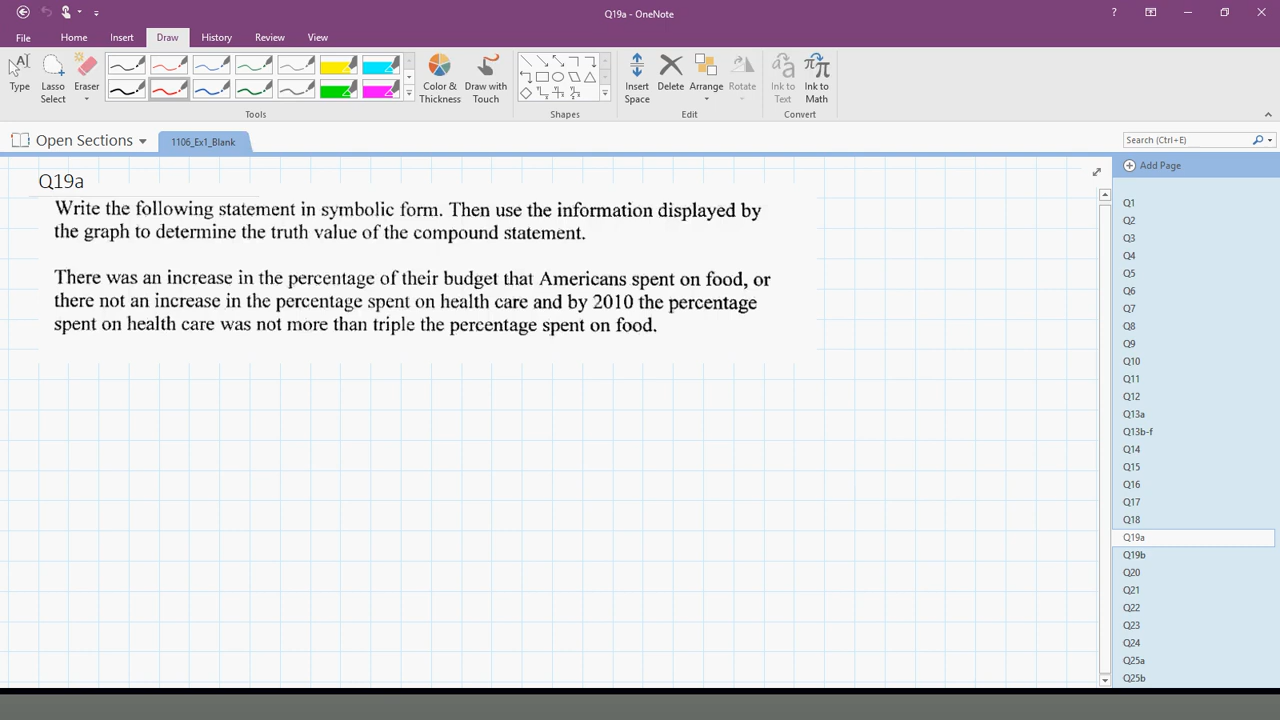 Q19a - OneNote
?
File
Home
Insert
Draw
History
Review
View
Type
Lasso
Select
Eraser
Color &
Thickness
Draw with
Touch
Insert
Space
Delete
Arrange
Rotate
Ink to
Text
Ink to
Math
Tools
Shapes
Edit
Convert
Open Sections
1106_Ex1_Blank
Search (Ctrl+E)
Add Page
Q19a
Write the following statement in symbolic form. Then use the information displayed by
the graph to determine the truth value of the compound statement.
There was an increase in the percentage of their budget that Americans spent on food, or
there not an increase in the percentage spent on health care and by 2010 the percentage
spent on health care was not more than triple the percentage spent on food.
Q1
Q2
Q3
Q4
Q5
Q6
Q7
Q8
Q9
Q10
Q11
Q12
Q13a
Q13b-f
Q14
Q15
Q16
Q17
Q18
Q19a
Q19b
Q20
Q21
Q22
Q23
Q24
Q25a
Q25b